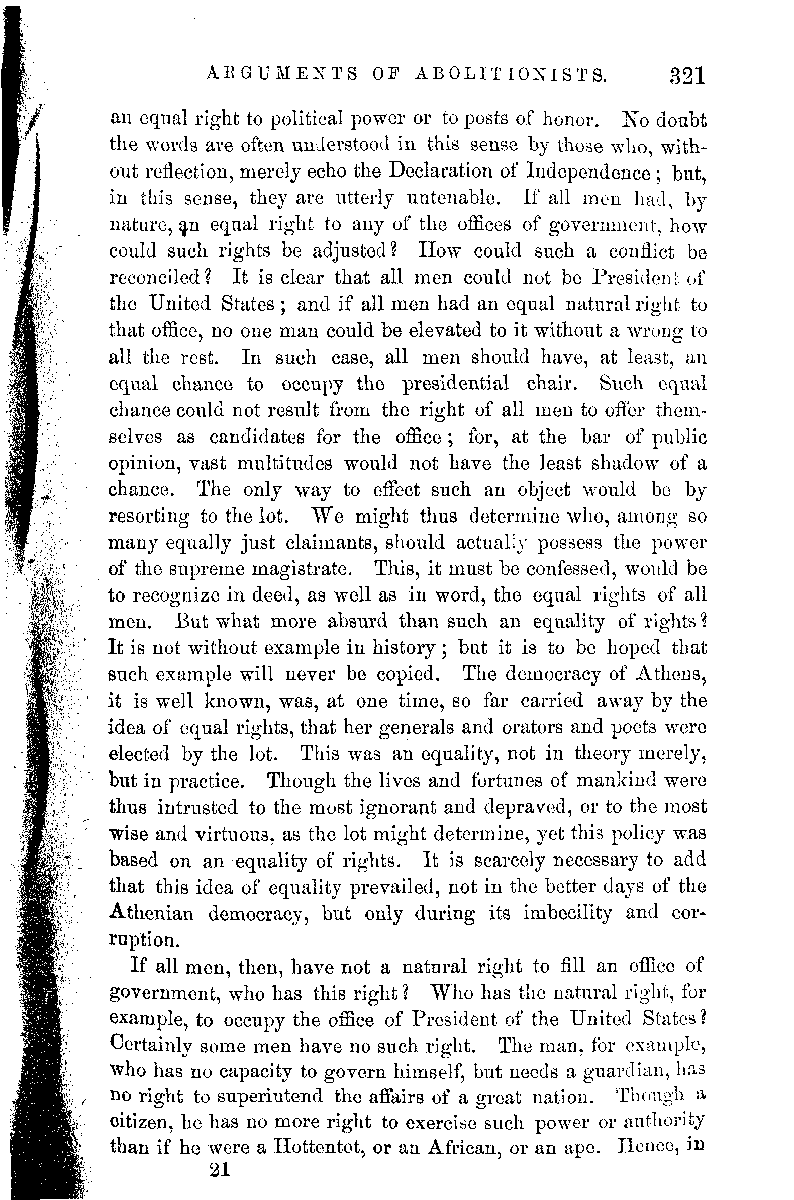 ARGUMENTS OF ABOLITIONISTS. 321
an equal right to political power or to posts of honor. No doubt
the words are often understood in this sense by those who, with-
out reflection, merely echo the Declaration of Independence; but,
in this sense, they are utterly untenable. If all men had, by
nature, an equal right to any of the offices of government, how
could such rights be adjusted? How could such a conflict be
reconciled? It is clear that all men could not be President of
the United States; and if all men had an equal natural right to
that office, no one man could be elevated to it without a wrong to
all the rest. In such case, all men should have, at least, an
equal chance to occupy the presidential chair. Such equal
chance could not result from the right of all men to offer them-
selves as candidates for the office; for, at the bar of public
opinion, vast multitudes would not have the least shadow of a
chance. The only way to effect such an object would be by
resorting to the lot. We might thus determine who, among so
many equally just claimants, should actually possess the power
of the supreme magistrate. This, it must be confessed, would be
to recognize in deed, as well as in word, the equal rights of all
men. But what more absurd than such an equality of rights?
It is not without example in history; but it is to be hoped that
such example will never be copied. The democracy of Athens,
it is well known, was, at one time, so far carried away by the
idea of equal rights, that her generals and orators and poets were
elected by the lot. This was an equality, not in theory merely,
but in practice. Though the lives and fortunes of mankind were
thus intrusted to the most ignorant and depraved, or to the most
wise and virtuous, as the lot might determine, yet this policy was
based on an equality of rights. It is scarcely necessary to add
that this idea of equality prevailed, not in the better days of the
Athenian democracy, but only during its imbecility and cor-
ruption.
If all men, then, have not a natural right to fill an office of
government, who has this right? Who has the natural right, for
example, to occupy the office of President of the United States?
Certainly some men have no such right. The man, for example,
who has no capacity to govern himself, but needs a guardian, has
no right to superintend the affairs of a great nation. Though a
citizen, he has no more right to exercise such power or authority
than if he were a Hottentot, or an African, or an ape. Hence, in
21